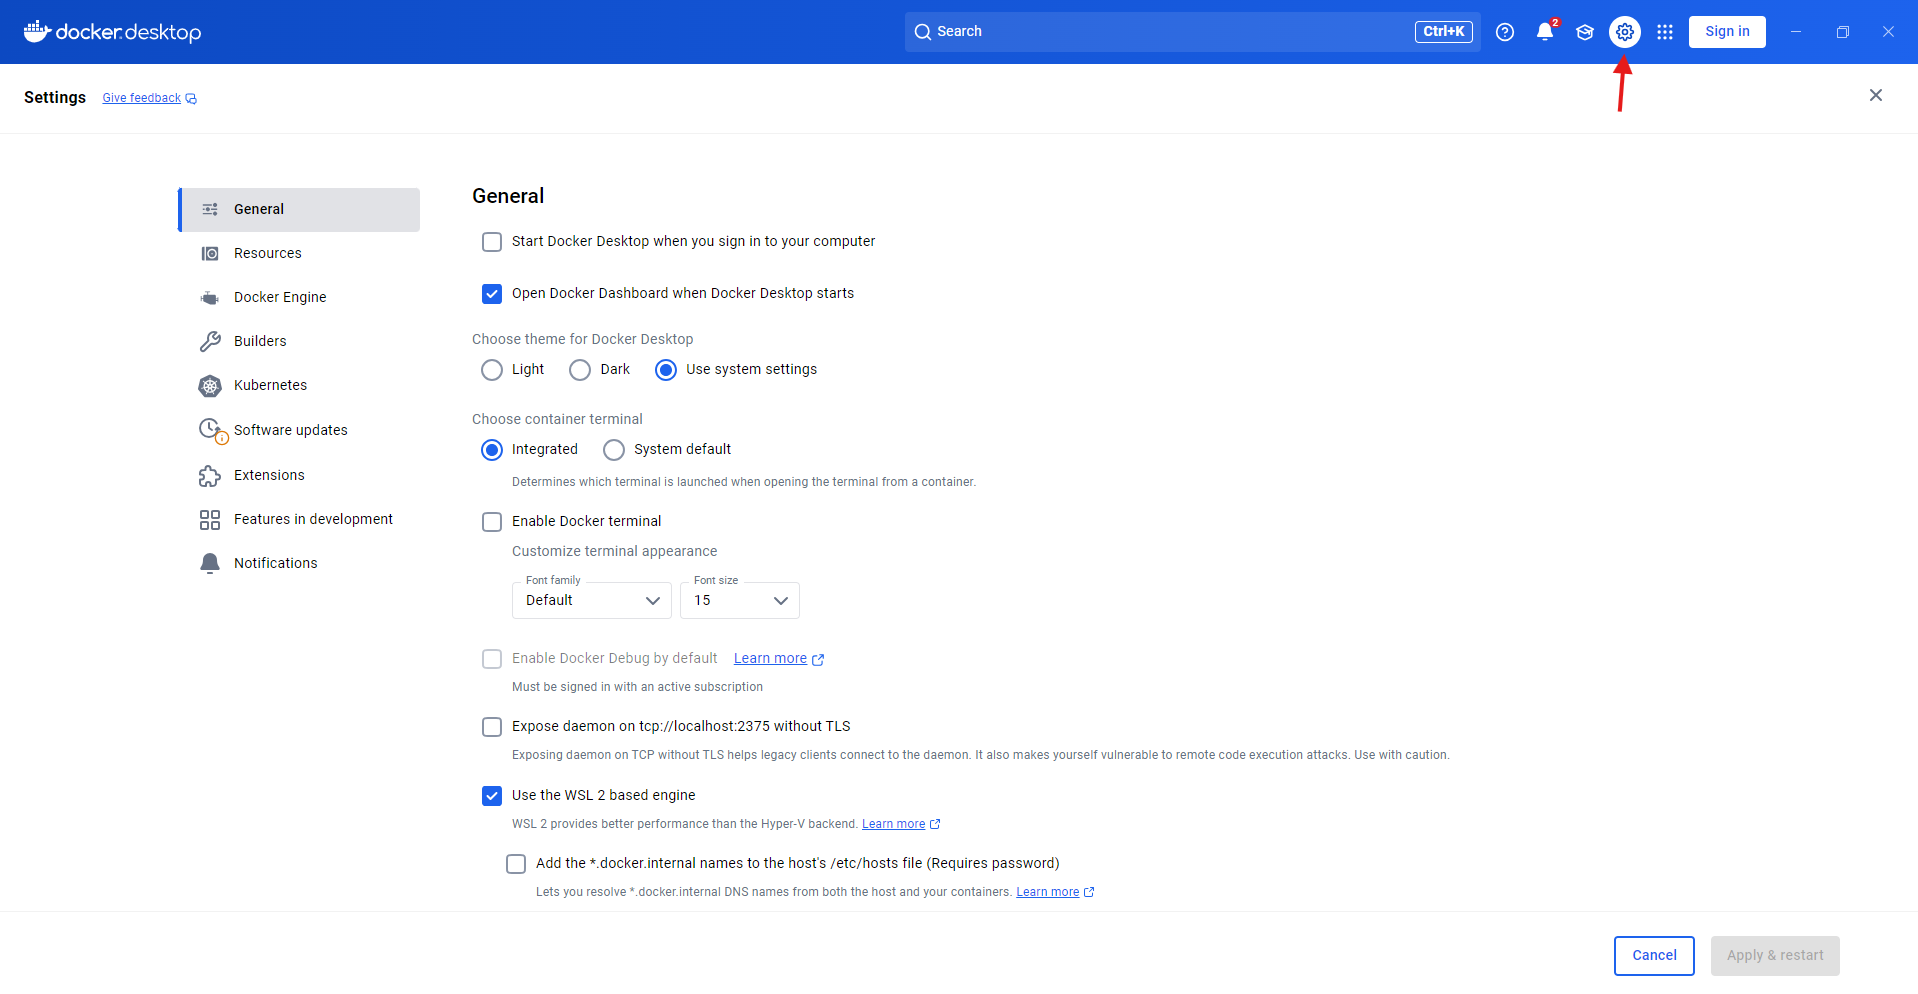 docker.desktop
Search
Ctrl+K
2
Sign in
Settings
Give feedback
General
Resources
Docker Engine
Builders
Kubernetes
Software updates
Extensions
Features in development
Notifications
General
Start Docker Desktop when you sign in to your computer
Open Docker Dashboard when Docker Desktop starts
Choose theme for Docker Desktop
Light Dark Use system settings
Choose container terminal
Integrated System default
Determines which terminal is launched when opening the terminal from a container.
Enable Docker terminal
Customize terminal appearance
Font family Font size
Default 15
Enable Docker Debug by default Learn more
Must be signed in with an active subscription
Expose daemon on tcp://localhost:2375 without TLS
Exposing daemon on TCP without TLS helps legacy clients connect to the daemon. It also makes yourself vulnerable to remote code execution attacks. Use with caution.
Use the WSL 2 based engine
WSL 2 provides better performance than the Hyper-V backend. Learn more
Add the *.docker.internal names to the host's /etc/hosts file (Requires password)
Lets you resolve *.docker.internal DNS names from both the host and your containers. Learn more
Cancel
Apply & restart